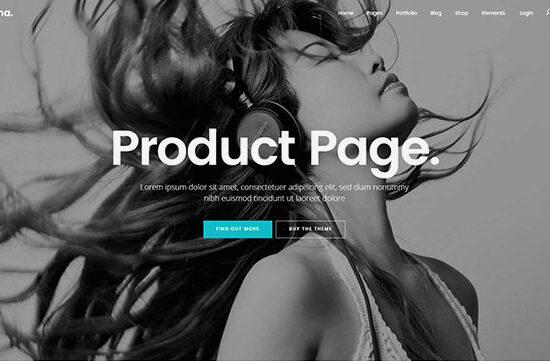 na.
Home Pages Portfolio Blog Shop Elements Login
Product Page.
Lorem ipsum dolor sit amet, consectetuer adipiscing elit, sed diam nonummy
nibh euismod tincidunt ut laoreet dolore
FIND OUT MORE BUY THE THEME